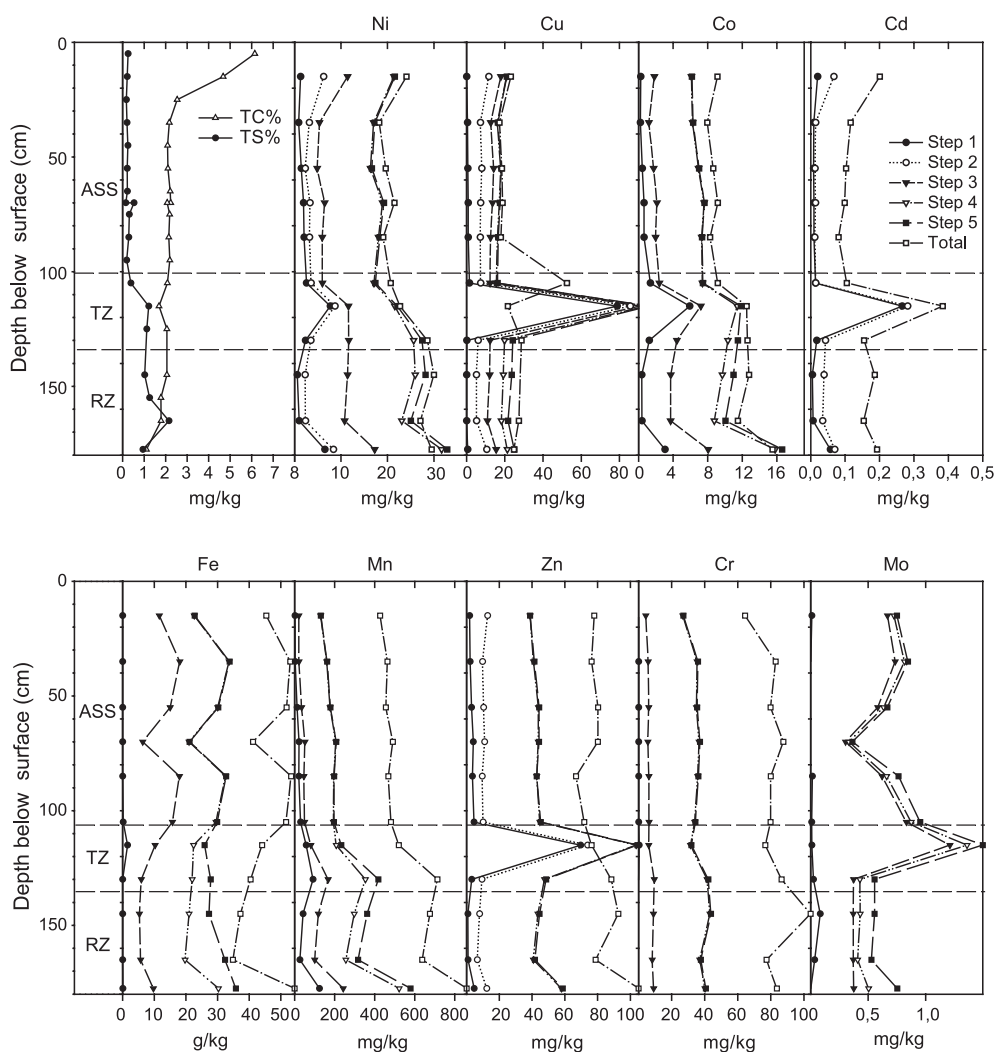 Ni Cu Co Cd
0
50
100
150
Depth below surface (cm)
ASS
TZ
RZ
TC%
TS%
Step 1
Step 2
Step 3
Step 4
Step 5
Total
0 1 2 3 4 5 6 7
8 10 20 30
0 20 40 60 80
0 4 8 12 16
0 0,1 0,2 0,3 0,4 0,5
mg/kg mg/kg mg/kg mg/kg mg/kg
Fe Mn Zn Cr Mo
0
50
100
150
Depth below surface (cm)
ASS
TZ
RZ
0 10 20 30 40 50
0 200 400 600 800
0 20 40 60 80 100
0 20 40 60 80 100
0 1,0
g/kg mg/kg mg/kg mg/kg mg/kg